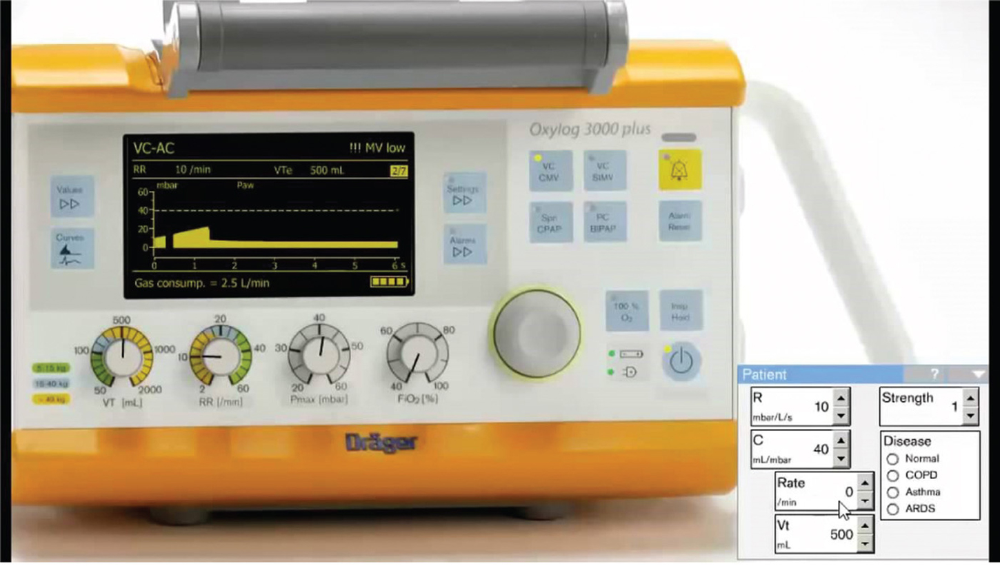 Oxylog 3000 plus
VC-AC !!! MV low
RR 10 /min VTe 500 mL 2/7
mbar Paw
60
40
20
0
0 1 2 3 4 5 6 s
Gas consump. = 2.5 L/min
Values
Curves
Settings
Alarms
VC
CMV
VC
SIMV
Spn
CPAP
PC
BIPAP
Alarm
Reset
100 %
O2
Insp
Hold
5-15 kg
15-40 kg
50 100 500 1000 2000
VT [mL]
2 10 20 40 60
RR [/min]
20 30 40 50 60
Pmax [mbar]
40 60 80 100
FiO2 [%]
Dräger
Patient ?
R
10
mbar/L/s
C
40
mL/mbar
Rate
0
/min
Vt
500
mL
Strength
1
Disease
Normal
COPD
Asthma
ARDS